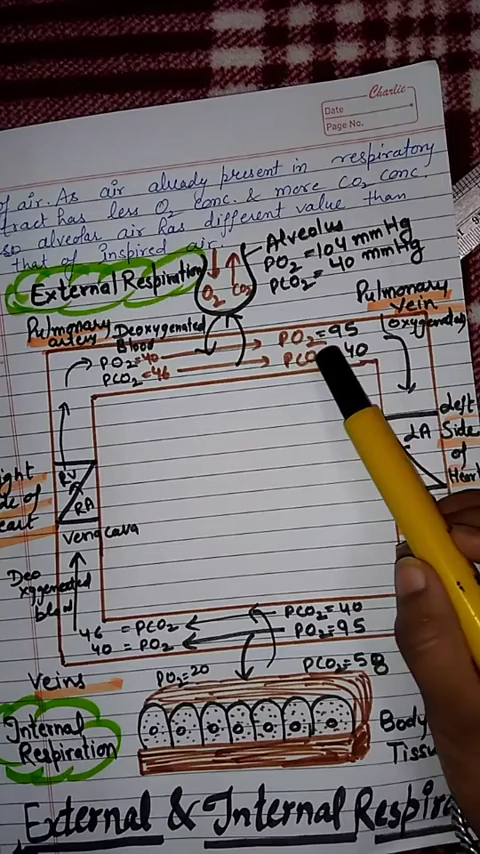 Charlie
Date
Page No.
of air. As air already present in respiratory
tract has less O2 conc. & more CO2 conc.
so alveolar air has different value than
that of inspired air.
External Respiration
O2 CO2
Alveolus
PO2=104 mmHg
PCO2=40 mmHg
Pulmonary
artery
Deoxygenated
Blood
Pulmonary
vein
(oxygenated)
PO2=40
PCO2=46
PO2=95
PCO 40
RV
RA
LA
left
Side
of
Heart
Vena Cava
Deo
xygenated
blood
46 = PCO2
40 = PO2
PCO2=40
PO2=95
Veins
PO2=20
PCO2=58
Internal
Respiration
Body
External & Internal